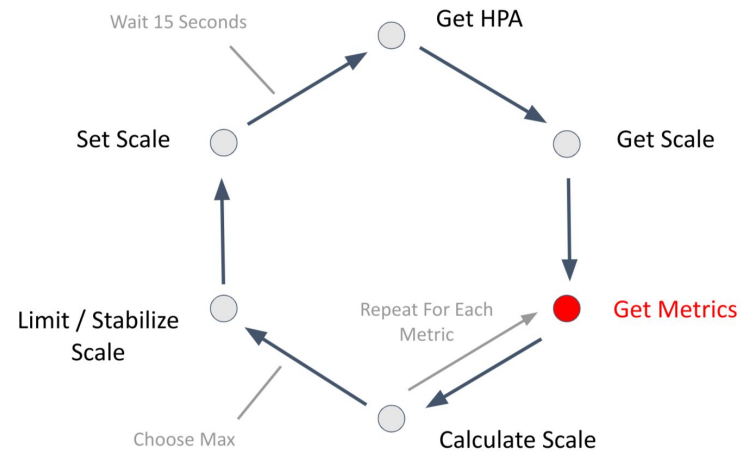 Wait 15 Seconds
Get HPA
Set Scale
Get Scale
Repeat For Each
Metric
Get Metrics
Limit / Stabilize
Scale
Choose Max
Calculate Scale